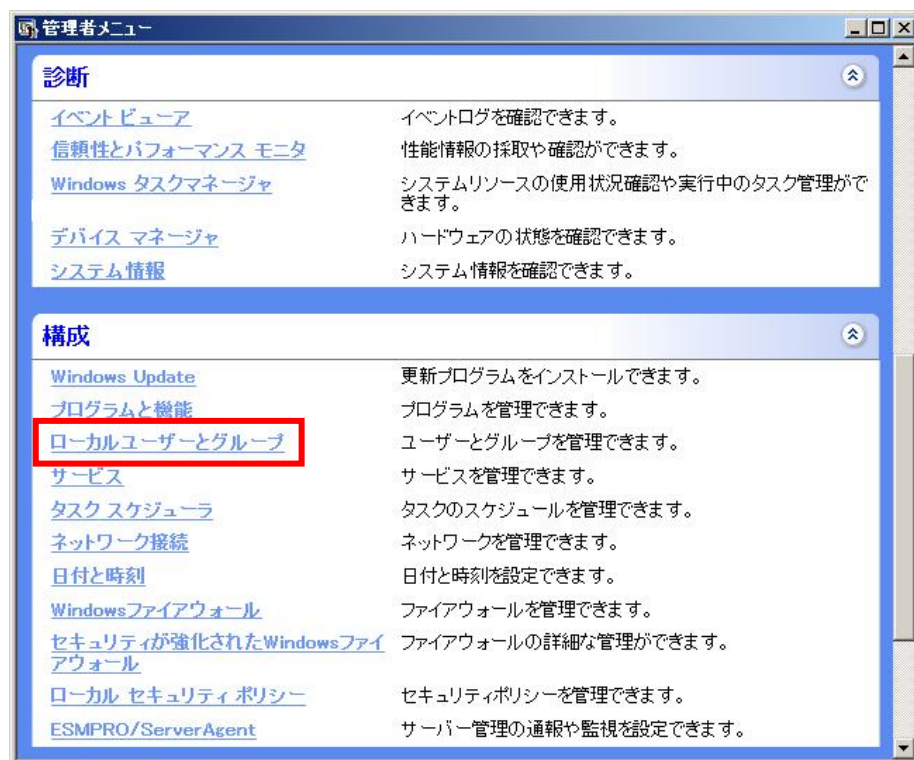 管理者メニュー
診断
イベント ビューア イベントログを確認できます。
信頼性とパフォーマンス モニタ 性能情報の採取や確認ができます。
Windows タスクマネージャ システムリソースの使用状況確認や実行中のタスク管理がで
きます。
デバイス マネージャ ハードウェアの状態を確認できます。
システム情報 システム情報を確認できます。
構成
Windows Update 更新プログラムをインストールできます。
プログラムと機能 プログラムを管理できます。
ローカルユーザーとグループ ユーザーとグループを管理できます。
サービス サービスを管理できます。
タスク スケジューラ タスクのスケジュールを管理できます。
ネットワーク接続 ネットワークを管理できます。
日付と時刻 日付と時刻を設定できます。
Windowsファイアウォール ファイアウォールを管理できます。
セキュリティが強化されたWindowsファイ ファイアウォールの詳細な管理ができます。
アウォール
ローカル セキュリティ ポリシー セキュリティポリシーを管理できます。
ESMPRO/ServerAgent サーバー管理の通報や監視を設定できます。